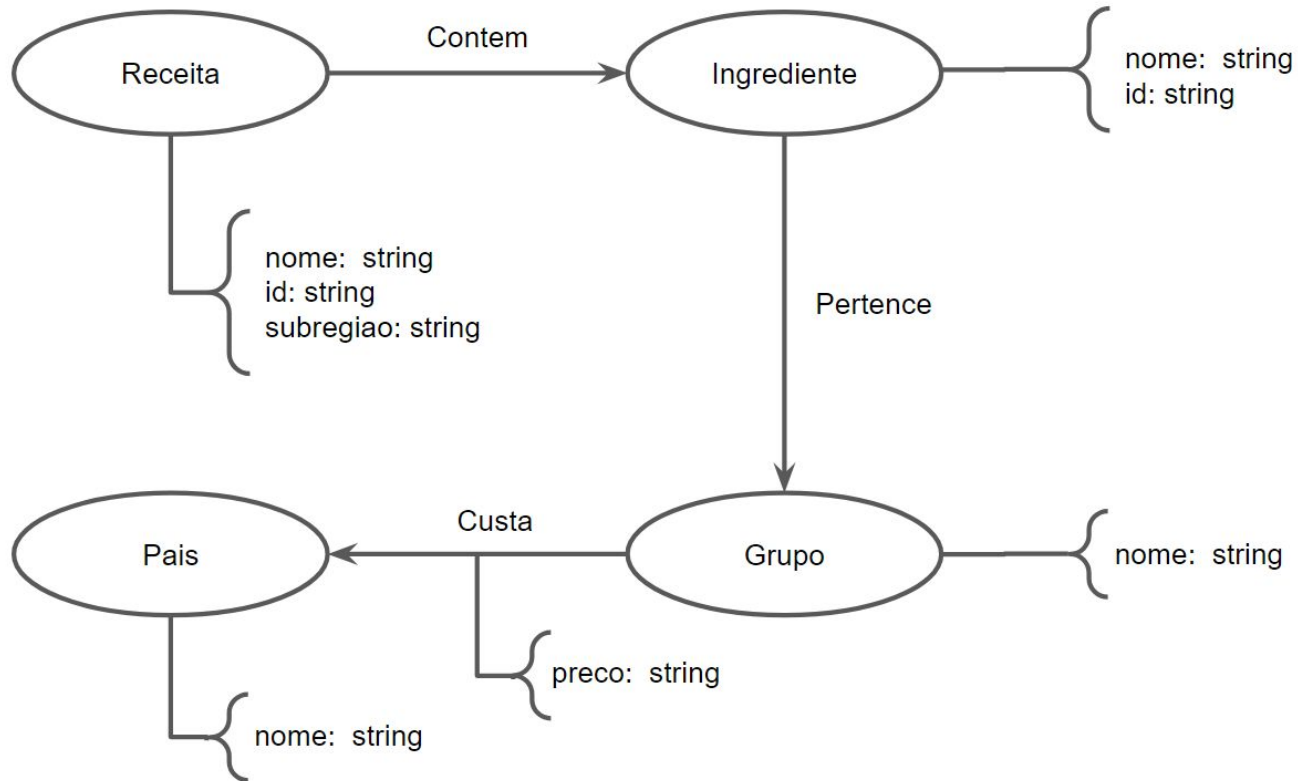 Contem
Receita
Ingrediente
nome: string
id: string
nome: string
id: string
subregiao: string
Pertence
Custa
Pais
Grupo
nome: string
preco: string
nome: string